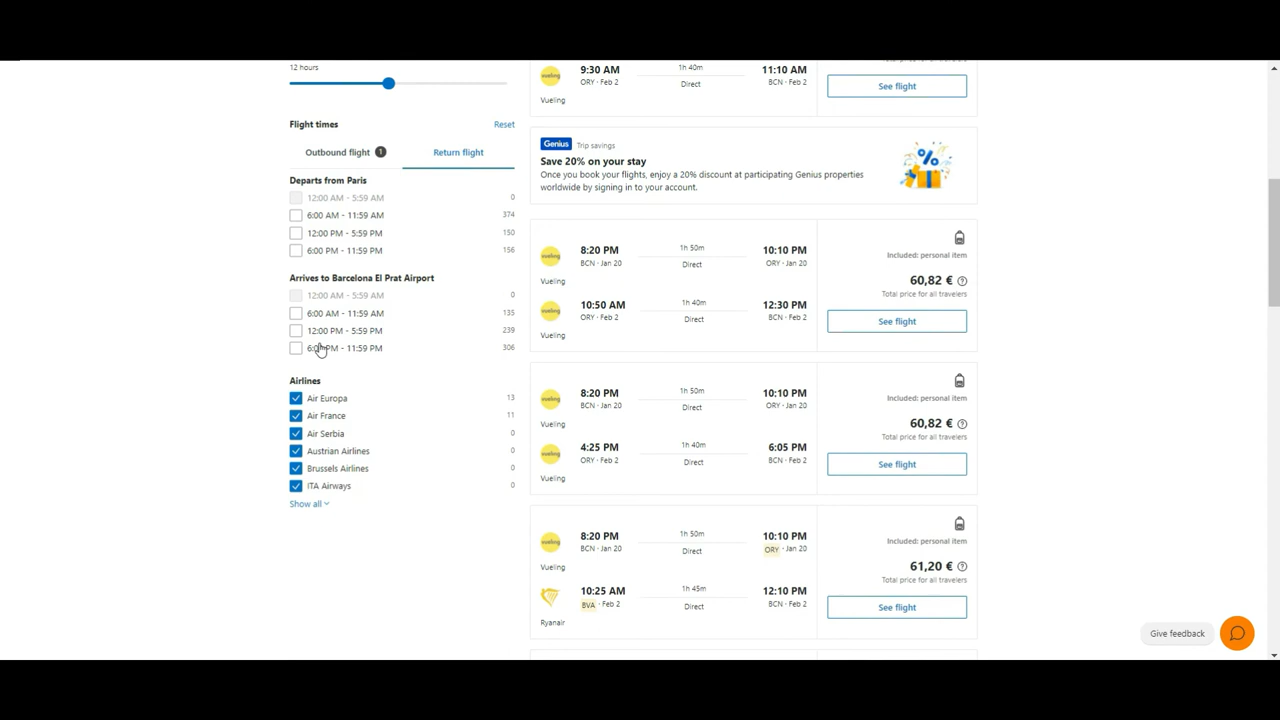 12 hours
Flight times
Reset
Outbound flight 1
Return flight
Departs from Paris
12:00 AM - 5:59 AM 0
6:00 AM - 11:59 AM 374
12:00 PM - 5:59 PM 150
6:00 PM - 11:59 PM 156
Arrives to Barcelona El Prat Airport
12:00 AM - 5:59 AM 0
6:00 AM - 11:59 AM 135
12:00 PM - 5:59 PM 239
PM - 11:59 PM 306
Airlines
Air Europa 13
Air France 11
Air Serbia 0
Austrian Airlines 0
Brussels Airlines 0
ITA Airways 0
Show all
vueling
9:30 AM 1h 40m 11:10 AM
ORY · Feb 2 Direct BCN · Feb 2
Vueling
See flight
Genius Trip savings
Save 20% on your stay
Once you book your flights, enjoy a 20% discount at participating Genius properties
worldwide by signing in to your account.
vueling
8:20 PM 1h 50m 10:10 PM
BCN · Jan 20 Direct ORY · Jan 20
Vueling
vueling
10:50 AM 1h 40m 12:30 PM
ORY · Feb 2 Direct BCN · Feb 2
Vueling
Included: personal item
60,82 €
Total price for all travelers
See flight
vueling
8:20 PM 1h 50m 10:10 PM
BCN · Jan 20 Direct ORY · Jan 20
Vueling
vueling
4:25 PM 1h 40m 6:05 PM
ORY · Feb 2 Direct BCN · Feb 2
Vueling
Included: personal item
60,82 €
Total price for all travelers
See flight
vueling
8:20 PM 1h 50m 10:10 PM
BCN · Jan 20 Direct ORY · Jan 20
Vueling
10:25 AM 1h 45m 12:10 PM
BVA · Feb 2 Direct BCN · Feb 2
Ryanair
Included: personal item
61,20 €
Total price for all travelers
See flight
Give feedback